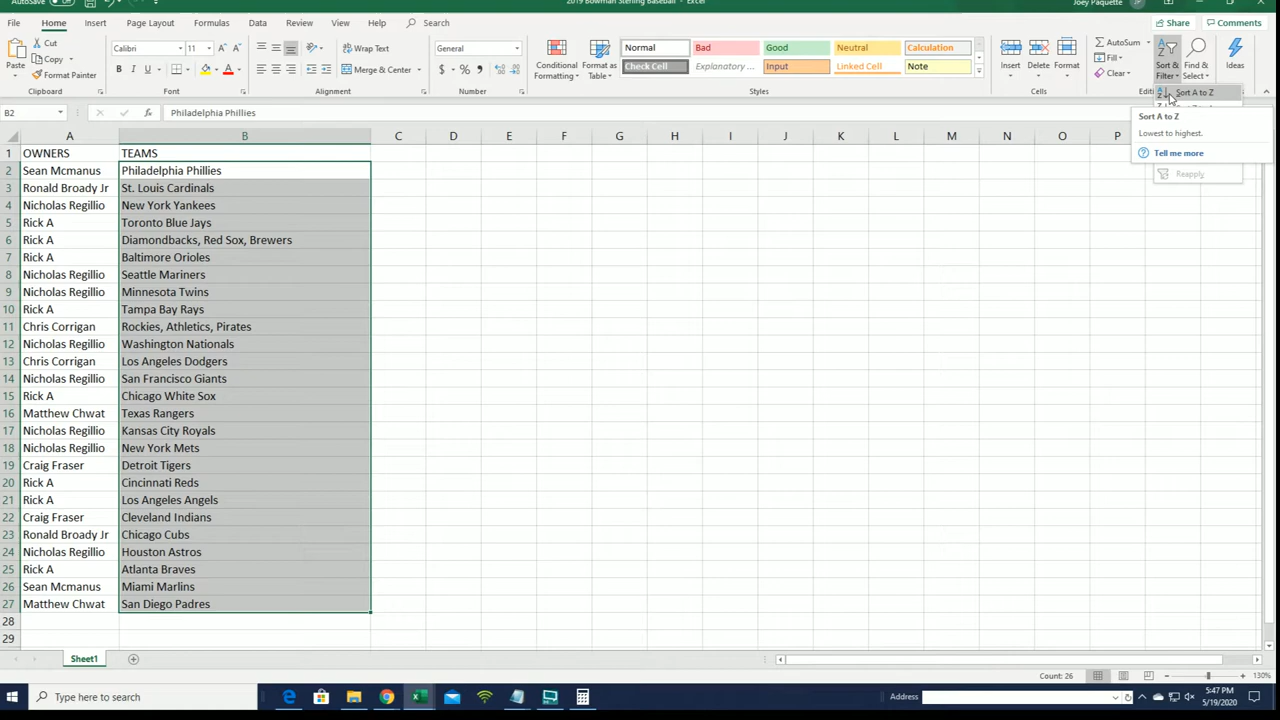 AutoSave Off
2019 Bowman Sterling Baseball - Excel
Joey Paquette JP
File Home Insert Page Layout Formulas Data Review View Help Search
Share Comments
Paste
Cut
Copy
Format Painter
Clipboard
Calibri 11
B I U
Font
Wrap Text
Merge & Center
Alignment
General
$ % ,
Number
Conditional Formatting
Format as Table
Normal Bad Good Neutral Calculation
Check Cell Explanatory ... Input Linked Cell Note
Styles
Insert Delete Format
Cells
AutoSum
Fill
Clear
Sort & Filter
Find & Select
Ideas
Sort A to Z
Sort A to Z
Lowest to highest.
Tell me more
Reapply
B2 Philadelphia Phillies
A B C D E F G H I J K L M N O P
1 OWNERS TEAMS
2 Sean Mcmanus Philadelphia Phillies
3 Ronald Broady Jr St. Louis Cardinals
4 Nicholas Regillio New York Yankees
5 Rick A Toronto Blue Jays
6 Rick A Diamondbacks, Red Sox, Brewers
7 Rick A Baltimore Orioles
8 Nicholas Regillio Seattle Mariners
9 Nicholas Regillio Minnesota Twins
10 Rick A Tampa Bay Rays
11 Chris Corrigan Rockies, Athletics, Pirates
12 Nicholas Regillio Washington Nationals
13 Chris Corrigan Los Angeles Dodgers
14 Nicholas Regillio San Francisco Giants
15 Rick A Chicago White Sox
16 Matthew Chwat Texas Rangers
17 Nicholas Regillio Kansas City Royals
18 Nicholas Regillio New York Mets
19 Craig Fraser Detroit Tigers
20 Rick A Cincinnati Reds
21 Rick A Los Angeles Angels
22 Craig Fraser Cleveland Indians
23 Ronald Broady Jr Chicago Cubs
24 Nicholas Regillio Houston Astros
25 Rick A Atlanta Braves
26 Sean Mcmanus Miami Marlins
27 Matthew Chwat San Diego Padres
28
29
Sheet1
Count: 26
130%
Type here to search
Address
5:47 PM
5/19/2020